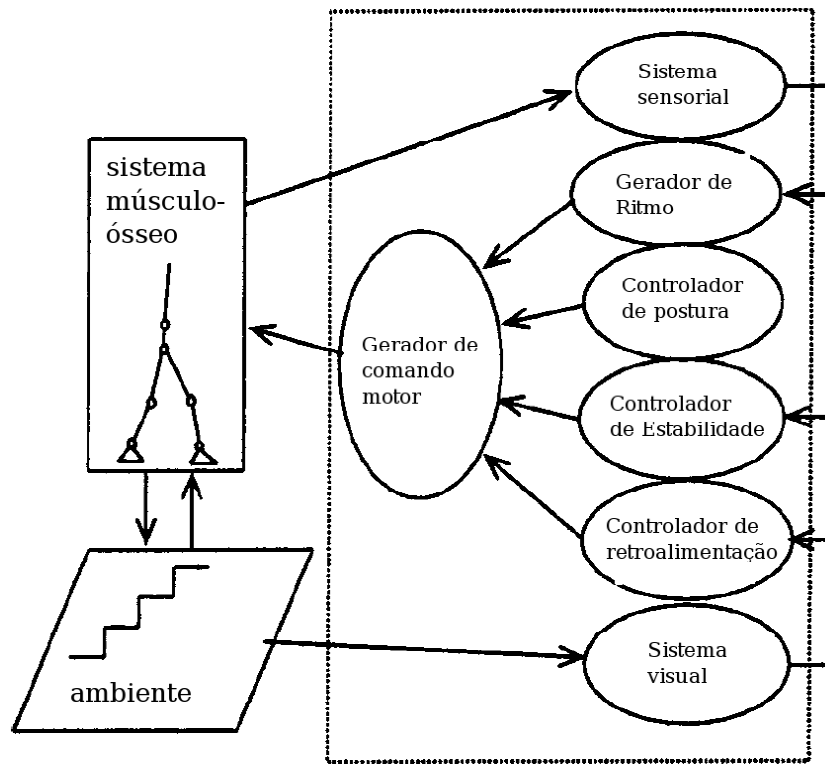 Sistema
sensorial
sistema
músculo-
ósseo
Gerador de
Ritmo
Controlador
de postura
Gerador de
comando
motor
Controlador
de Estabilidade
Controlador de
retroalimentação
Sistema
visual
ambiente